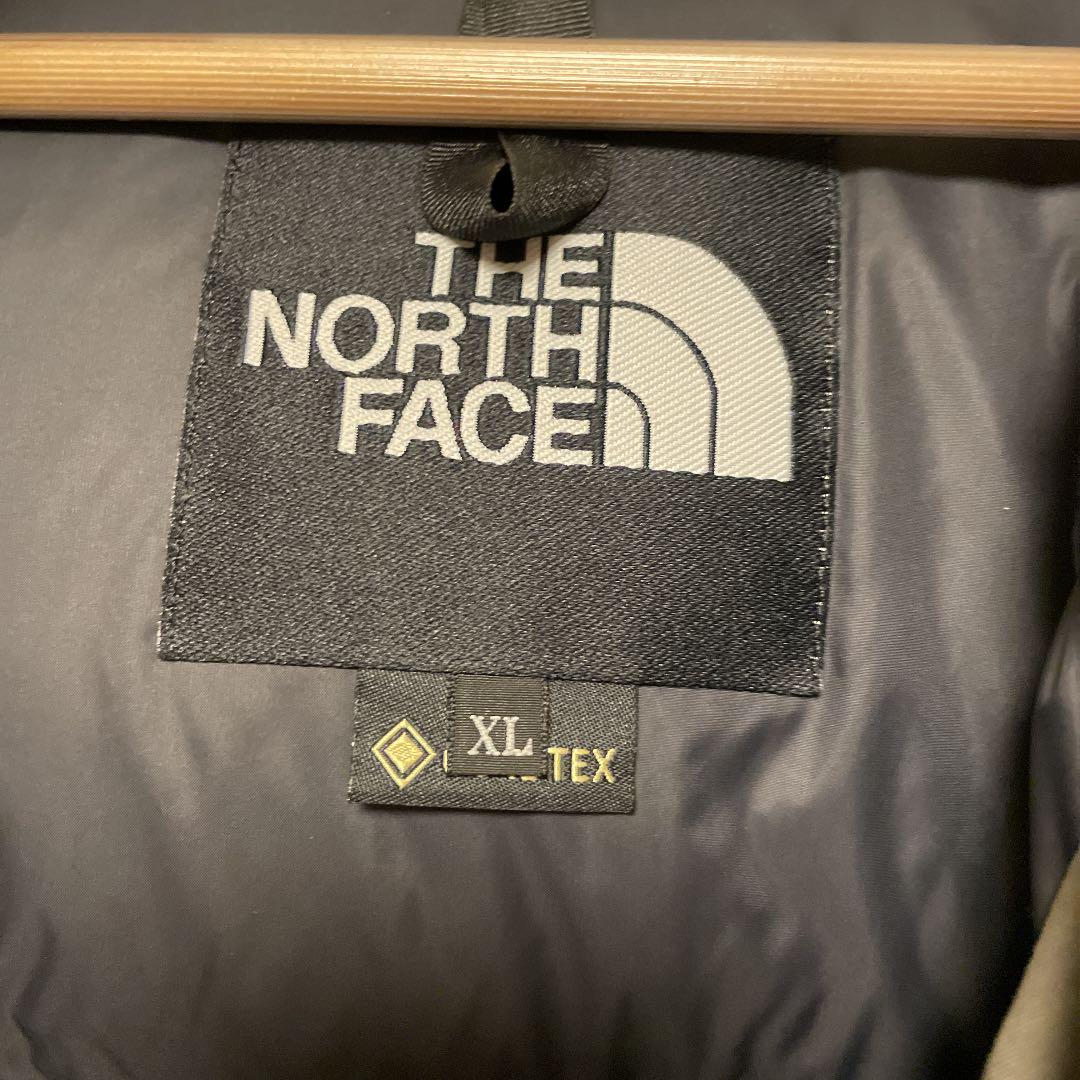 THE
NORTH
FACE
XL
TEX